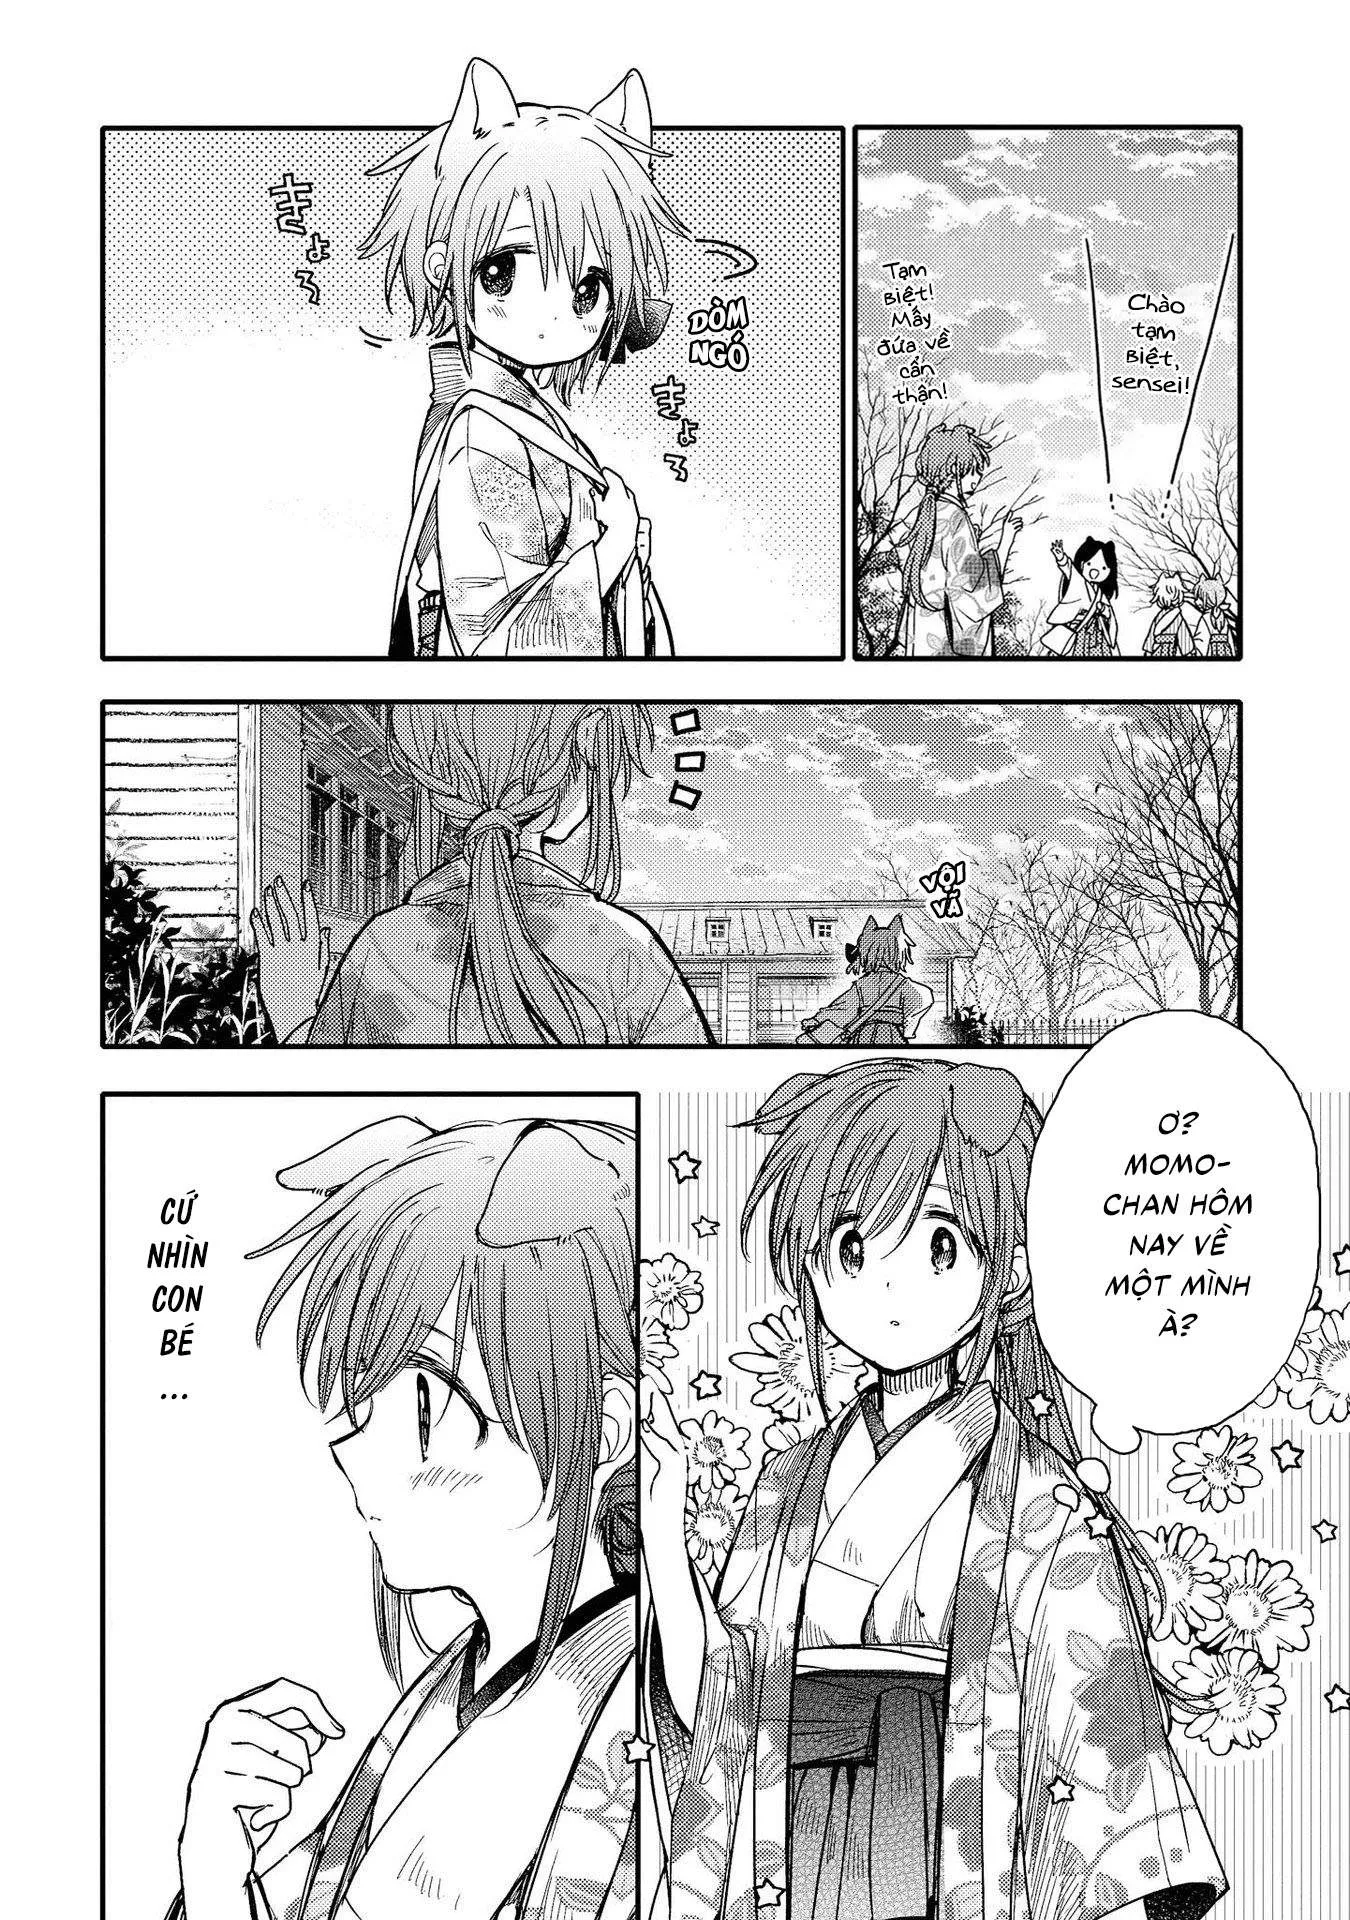 Chào
tạm
biệt,
sensei!
Tạm
biệt!
Mấy
đứa về
cẩn
thận!
きょろ
DÒM
NGÓ
きょろ
VỘI
VÃ
Ơ?
MOMO-
CHAN HÔM
NAY VỀ
MỘT MÌNH
À?
CỨ
NHÌN
CON
BÉ
...